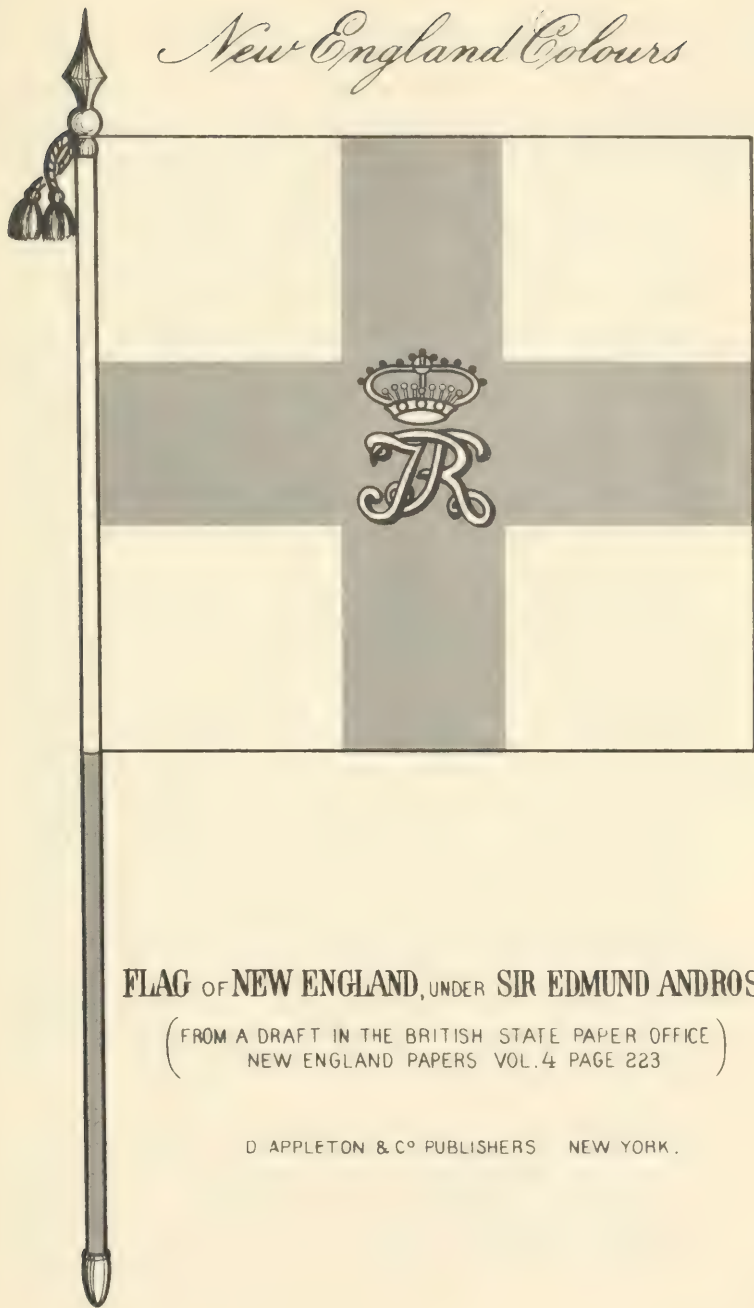 New England Colours
JR
FLAG OF NEW ENGLAND, UNDER SIR EDMUND ANDROS
(FROM A DRAFT IN THE BRITISH STATE PAPER OFFICE
NEW ENGLAND PAPERS VOL. 4 PAGE 223)
D APPLETON & Cº PUBLISHERS NEW YORK.